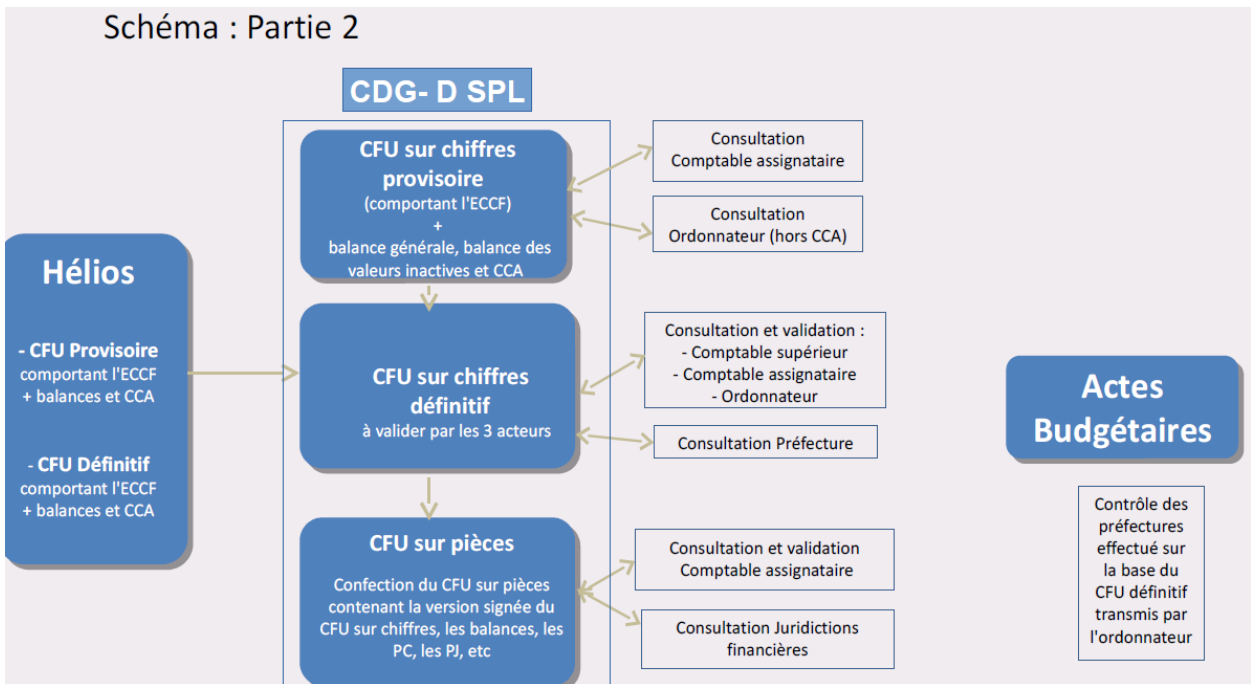 Schéma : Partie 2
CDG- D SPL
Hélios
- CFU Provisoire
comportant l'ECCF
+ balances et CCA
- CFU Définitif
comportant l'ECCF
+ balances et CCA
CFU sur chiffres
provisoire
(comportant l'ECCF)
+
balance générale, balance des
valeurs inactives et CCA
Consultation
Comptable assignataire
Consultation
Ordonnateur (hors CCA)
CFU sur chiffres
définitif
à valider par les 3 acteurs
Consultation et validation :
- Comptable supérieur
- Comptable assignataire
- Ordonnateur
Consultation Préfecture
CFU sur pièces
Confection du CFU sur pièces
contenant la version signée du
CFU sur chiffres, les balances, les
PC, les PJ, etc
Consultation et validation
Comptable assignataire
Consultation Juridictions
financières
Actes
Budgétaires
Contrôle des
préfectures
effectué sur
la base du
CFU définitif
transmis par
l'ordonnateur